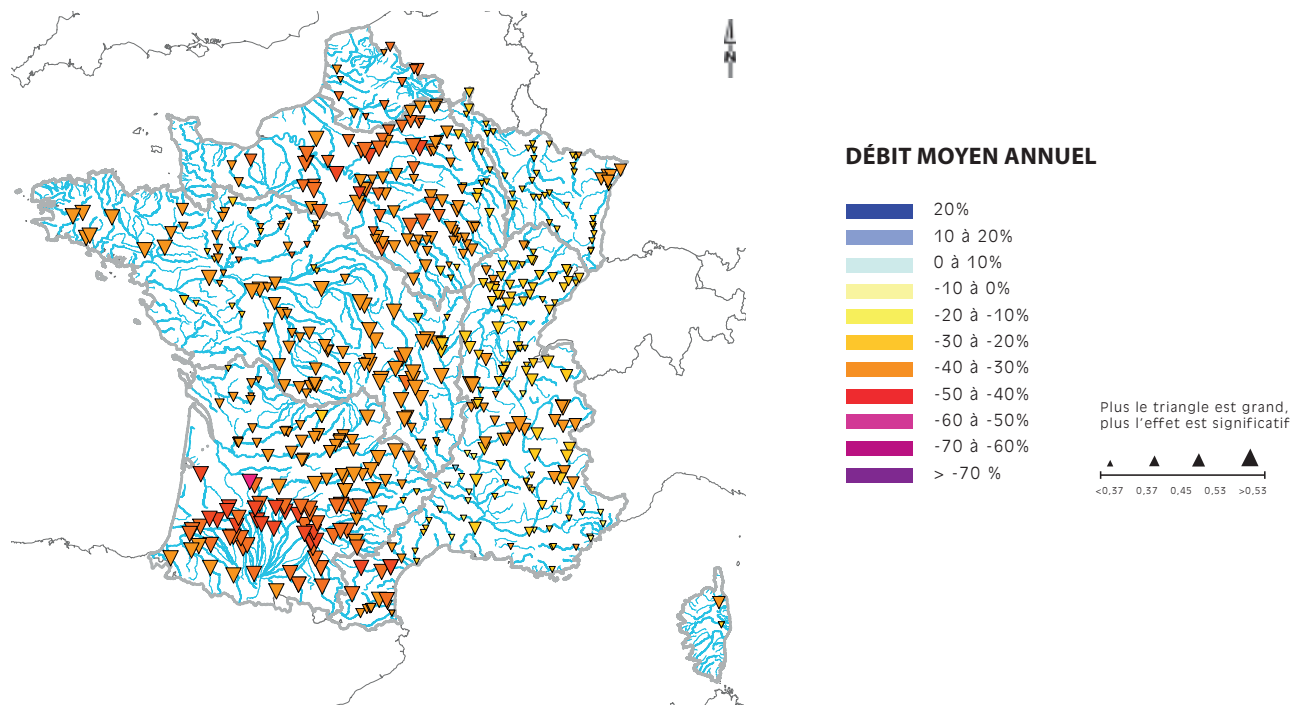 N
DÉBIT MOYEN ANNUEL
20%
10 à 20%
0 à 10%
-10 à 0%
-20 à -10%
-30 à -20%
-40 à -30%
-50 à -40%
-60 à -50%
-70 à -60%
> -70 %
Plus le triangle est grand,
plus l'effet est significatif
<0,37 0,37 0,45 0,53 >0,53